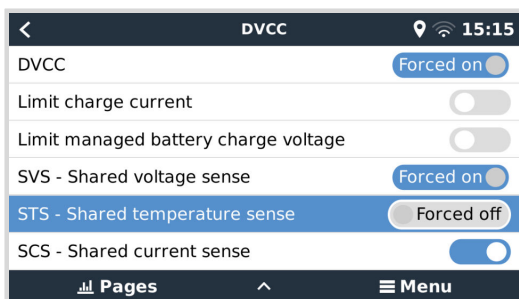 DVCC 15:15
DVCC Forced on
Limit charge current
Limit managed battery charge voltage
SVS - Shared voltage sense Forced on
STS - Shared temperature sense Forced off
SCS - Shared current sense
Pages Menu